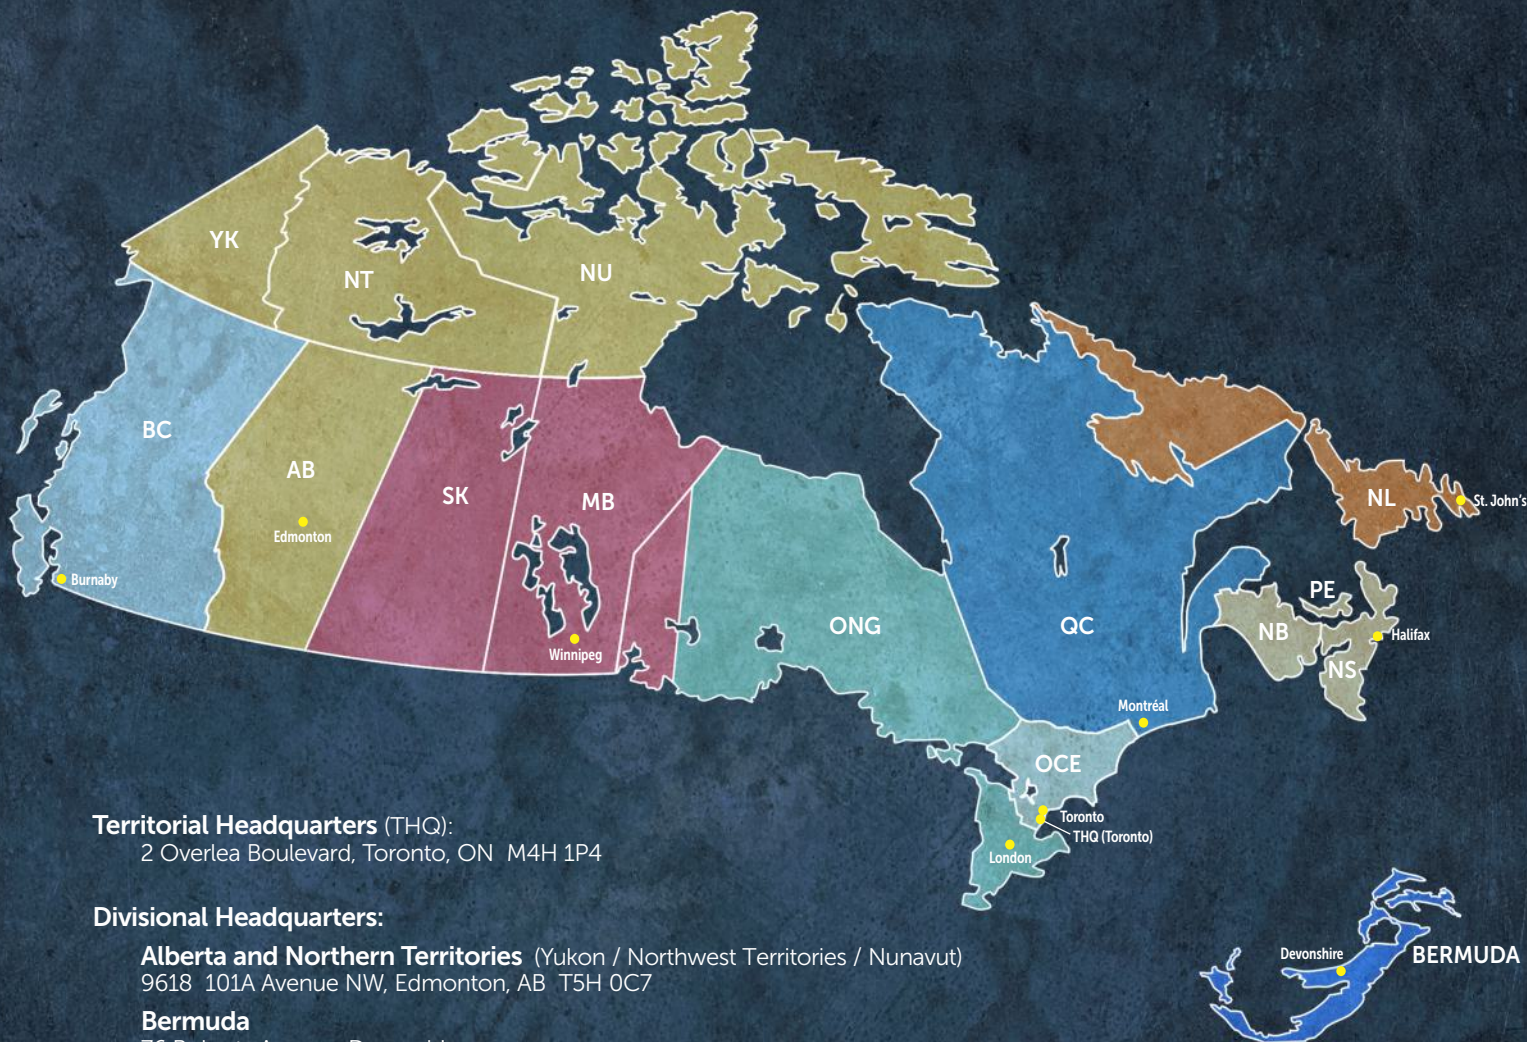 YK
NT
NU
BC
AB
Edmonton
SK
MB
Burnaby
Winnipeg
ONG
QC
Montréal
NL
St. John's
PE
NB
Halifax
NS
OCE
Toronto
THQ (Toronto)
London
Territorial Headquarters (THQ):
2 Overlea Boulevard, Toronto, ON M4H 1P4
Divisional Headquarters:
Alberta and Northern Territories (Yukon / Northwest Territories / Nunavut)
9618 101A Avenue NW, Edmonton, AB T5H 0C7
Bermuda
Devonshire
BERMUDA